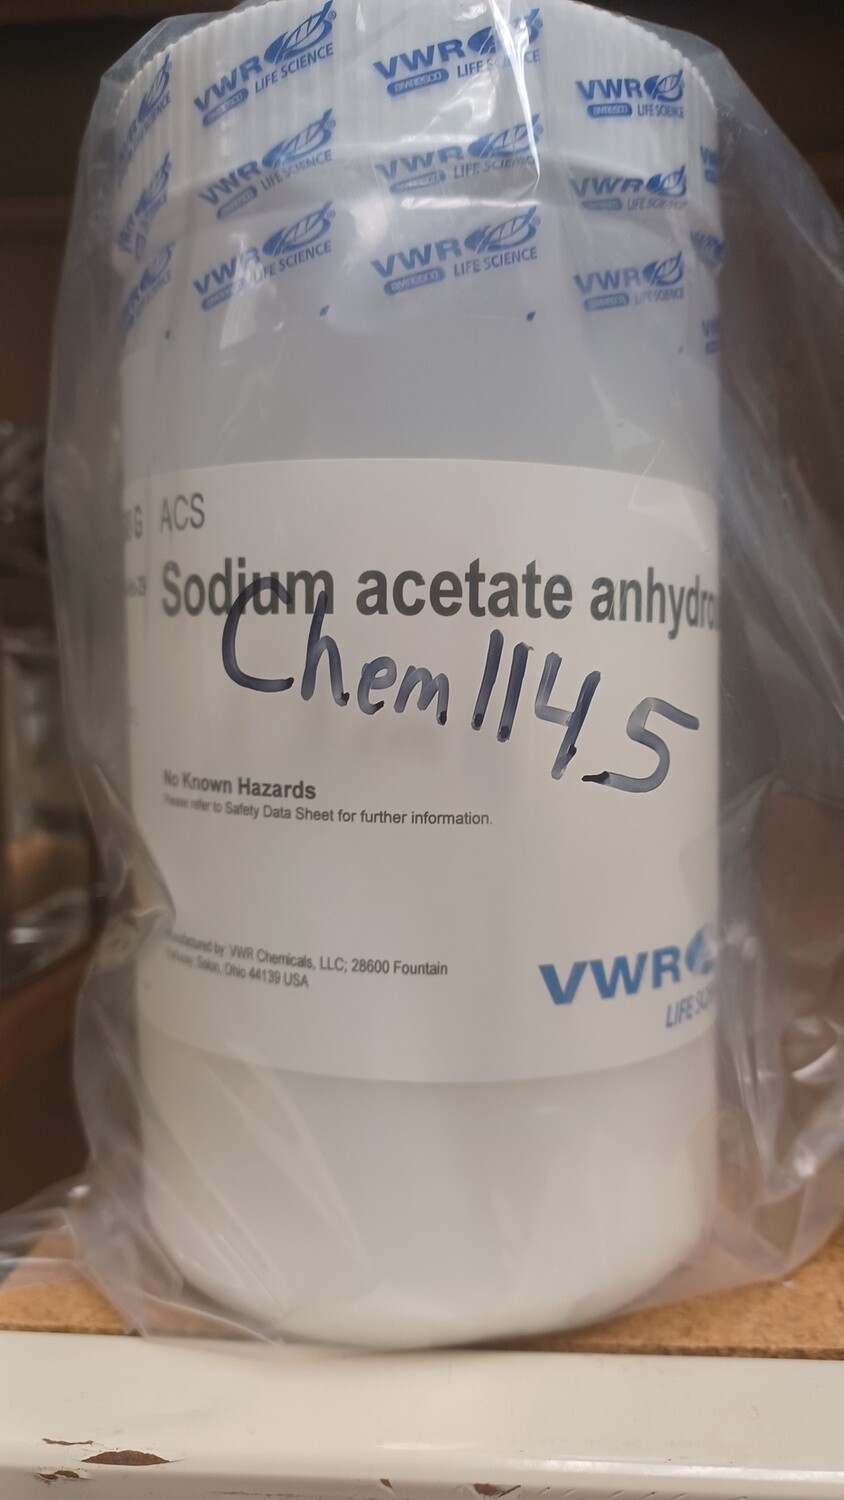 VWR LIFE SCIENCE VWR LIFE SCIENCE VWR LIFE SCIENCE
VWR LIFE SCIENCE VWR LIFE SCIENCE VWR LIFE SCIENCE
VWR LIFE SCIENCE VWR LIFE SCIENCE VWR LIFE SCIENCE
G ACS
Sodium acetate anhydro
Chem 114.5
No Known Hazards
Please refer to Safety Data Sheet for further information.
Manufactured by: VWR Chemicals, LLC; 28600 Fountain
Parkway, Solon, Ohio 44139 USA
VWR
LIFE SC